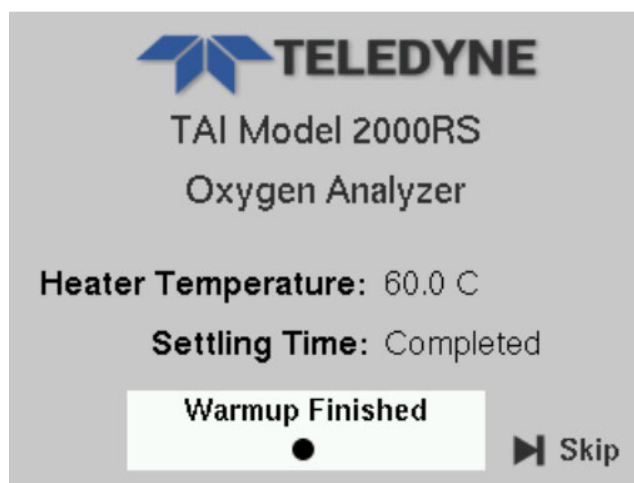 TELEDYNE
TAI Model 2000RS
Oxygen Analyzer
Heater Temperature: 60.0 C
Settling Time: Completed
Warmup Finished
Skip